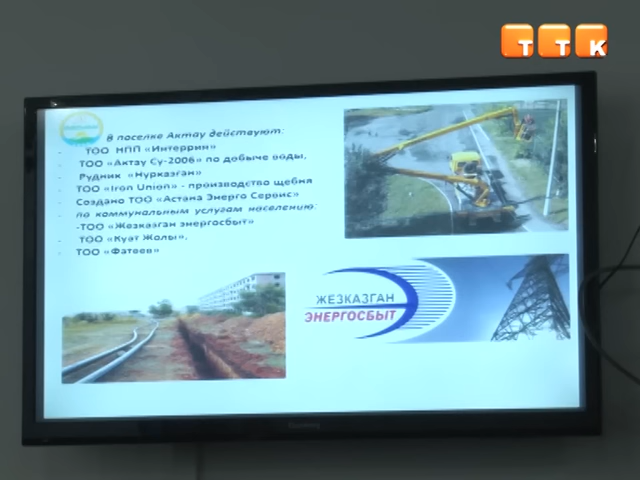 ТТК
В поселке Актау действуют:
- ТОО НПП «Интеррин»
- ТОО «Актау Су-2006» по добыче воды,
- Рудник «Нурказган»
- ТОО «Iron Union» - производство щебня
- Создано ТОО «Астана Энерго Сервис»
- по коммунальным услугам населению:
- -ТОО «Жезказган энергосбыт»
- ТОО «Куат Жолы»,
- ТОО «Фатеев»
ЖЕЗКАЗГАН
ЭНЕРГОСБЫТ